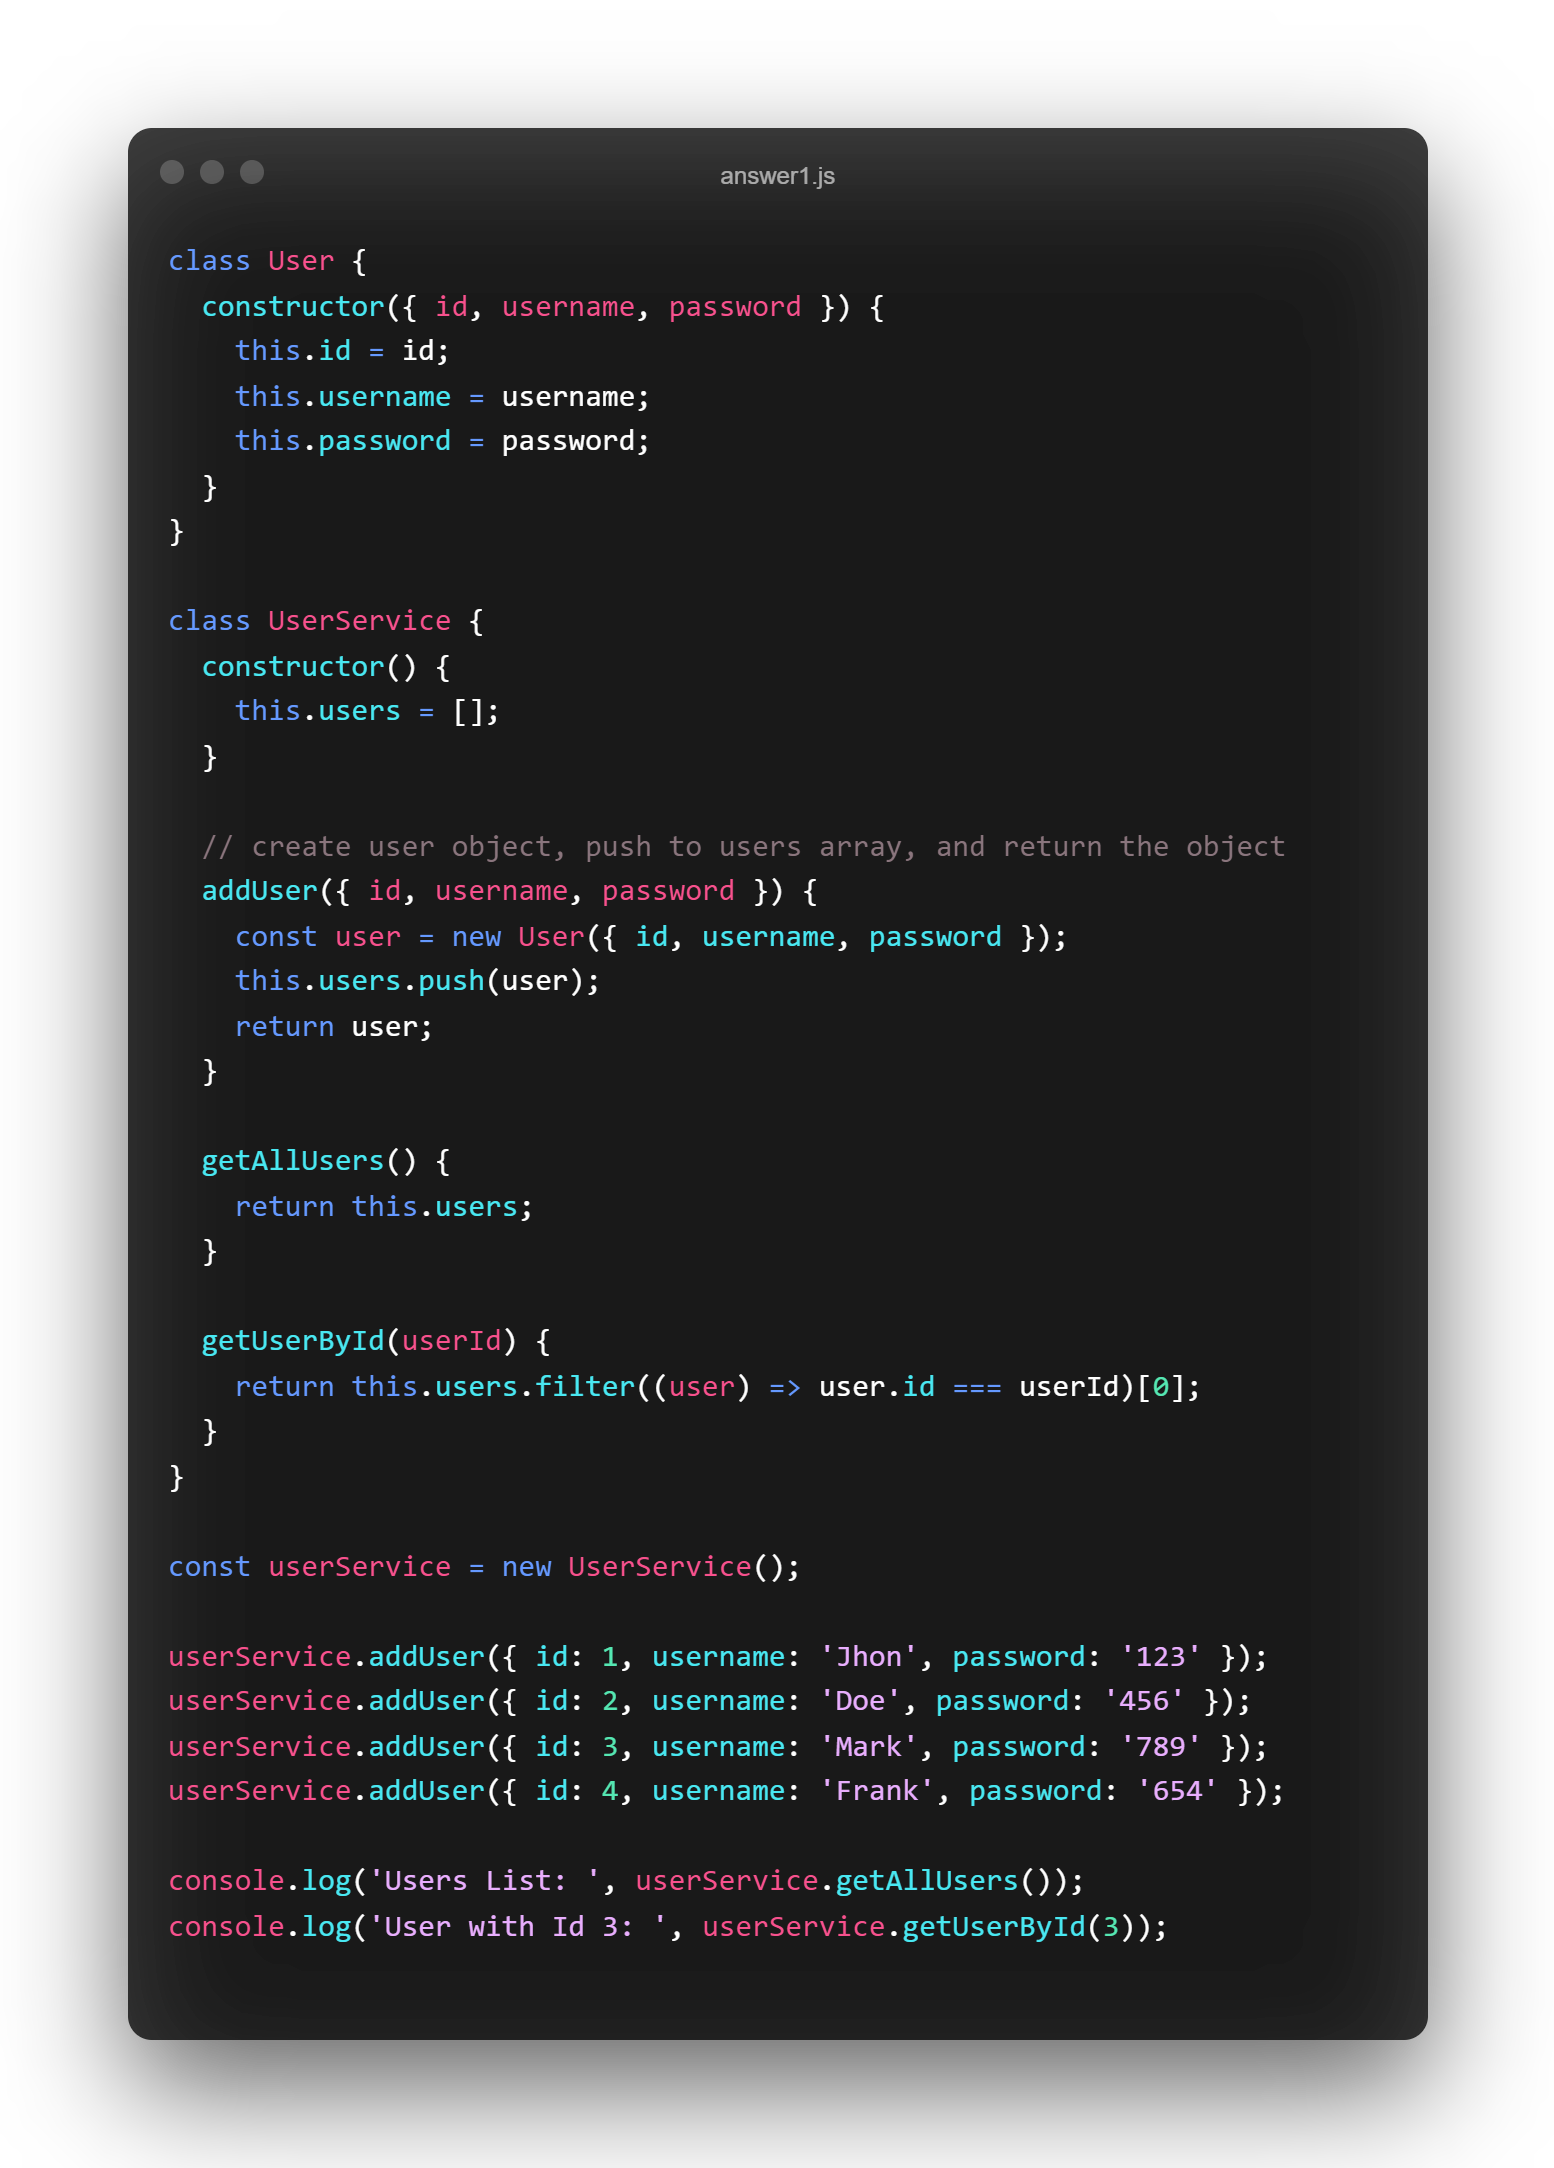 answer1.js
class User {
  constructor({ id, username, password }) {
    this.id = id;
    this.username = username;
    this.password = password;
  }
}
class UserService {
  constructor() {
    this.users = [];
  }
  // create user object, push to users array, and return the object
  addUser({ id, username, password }) {
    const user = new User({ id, username, password });
    this.users.push(user);
    return user;
  }
  getAllUsers() {
    return this.users;
  }
  getUserById(userId) {
    return this.users.filter((user) => user.id === userId)[0];
  }
}
const userService = new UserService();
userService.addUser({ id: 1, username: 'Jhon', password: '123' });
userService.addUser({ id: 2, username: 'Doe', password: '456' });
userService.addUser({ id: 3, username: 'Mark', password: '789' });
userService.addUser({ id: 4, username: 'Frank', password: '654' });
console.log('Users List: ', userService.getAllUsers());
console.log('User with Id 3: ', userService.getUserById(3));